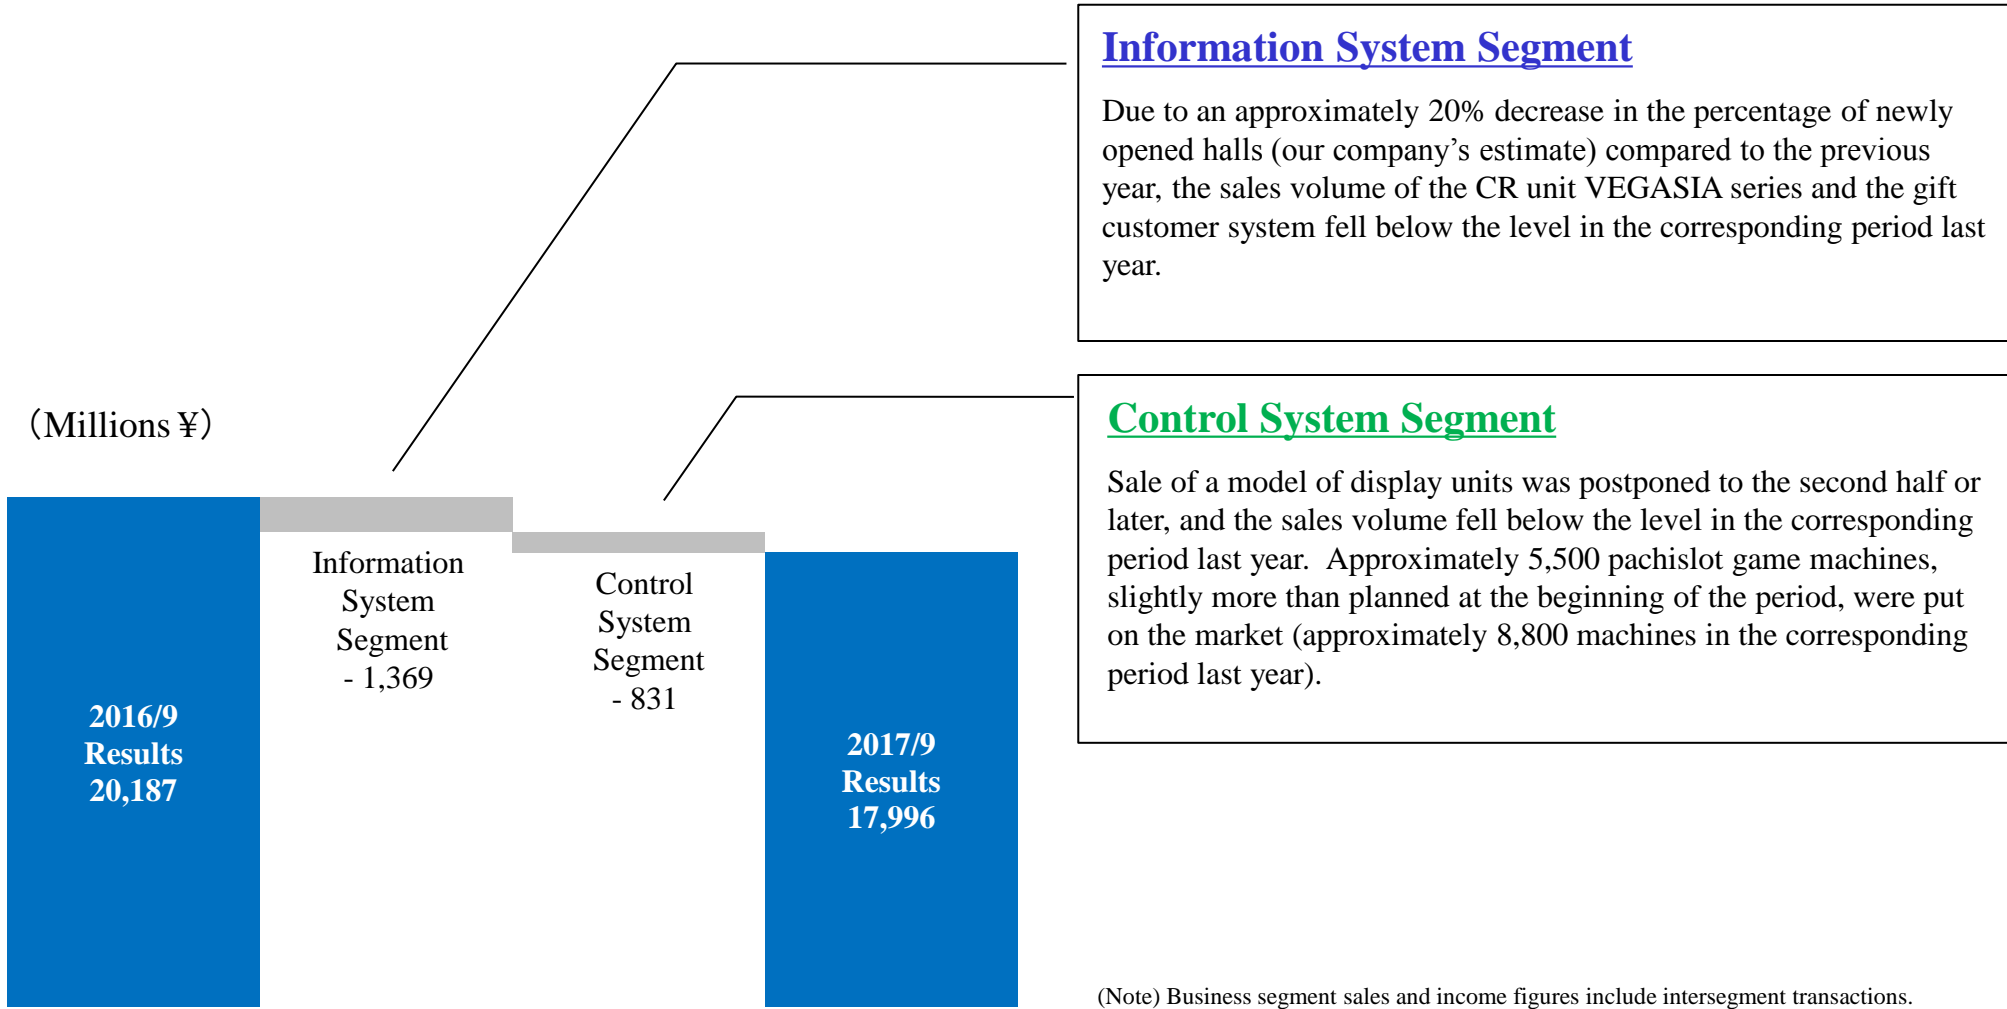 Information System Segment
Due to an approximately 20% decrease in the percentage of newly
opened halls (our company’s estimate) compared to the previous
year, the sales volume of the CR unit VEGASIA series and the gift
customer system fell below the level in the corresponding period last
year.
Control System Segment
Sale of a model of display units was postponed to the second half or
later, and the sales volume fell below the level in the corresponding
period last year.  Approximately 5,500 pachislot game machines,
slightly more than planned at the beginning of the period, were put
on the market (approximately 8,800 machines in the corresponding
period last year).
（Millions ¥）
Information
System
Segment
- 1,369
Control
System
Segment
- 831
2016/9
Results
20,187
2017/9
Results
17,996
(Note) Business segment sales and income figures include intersegment transactions.